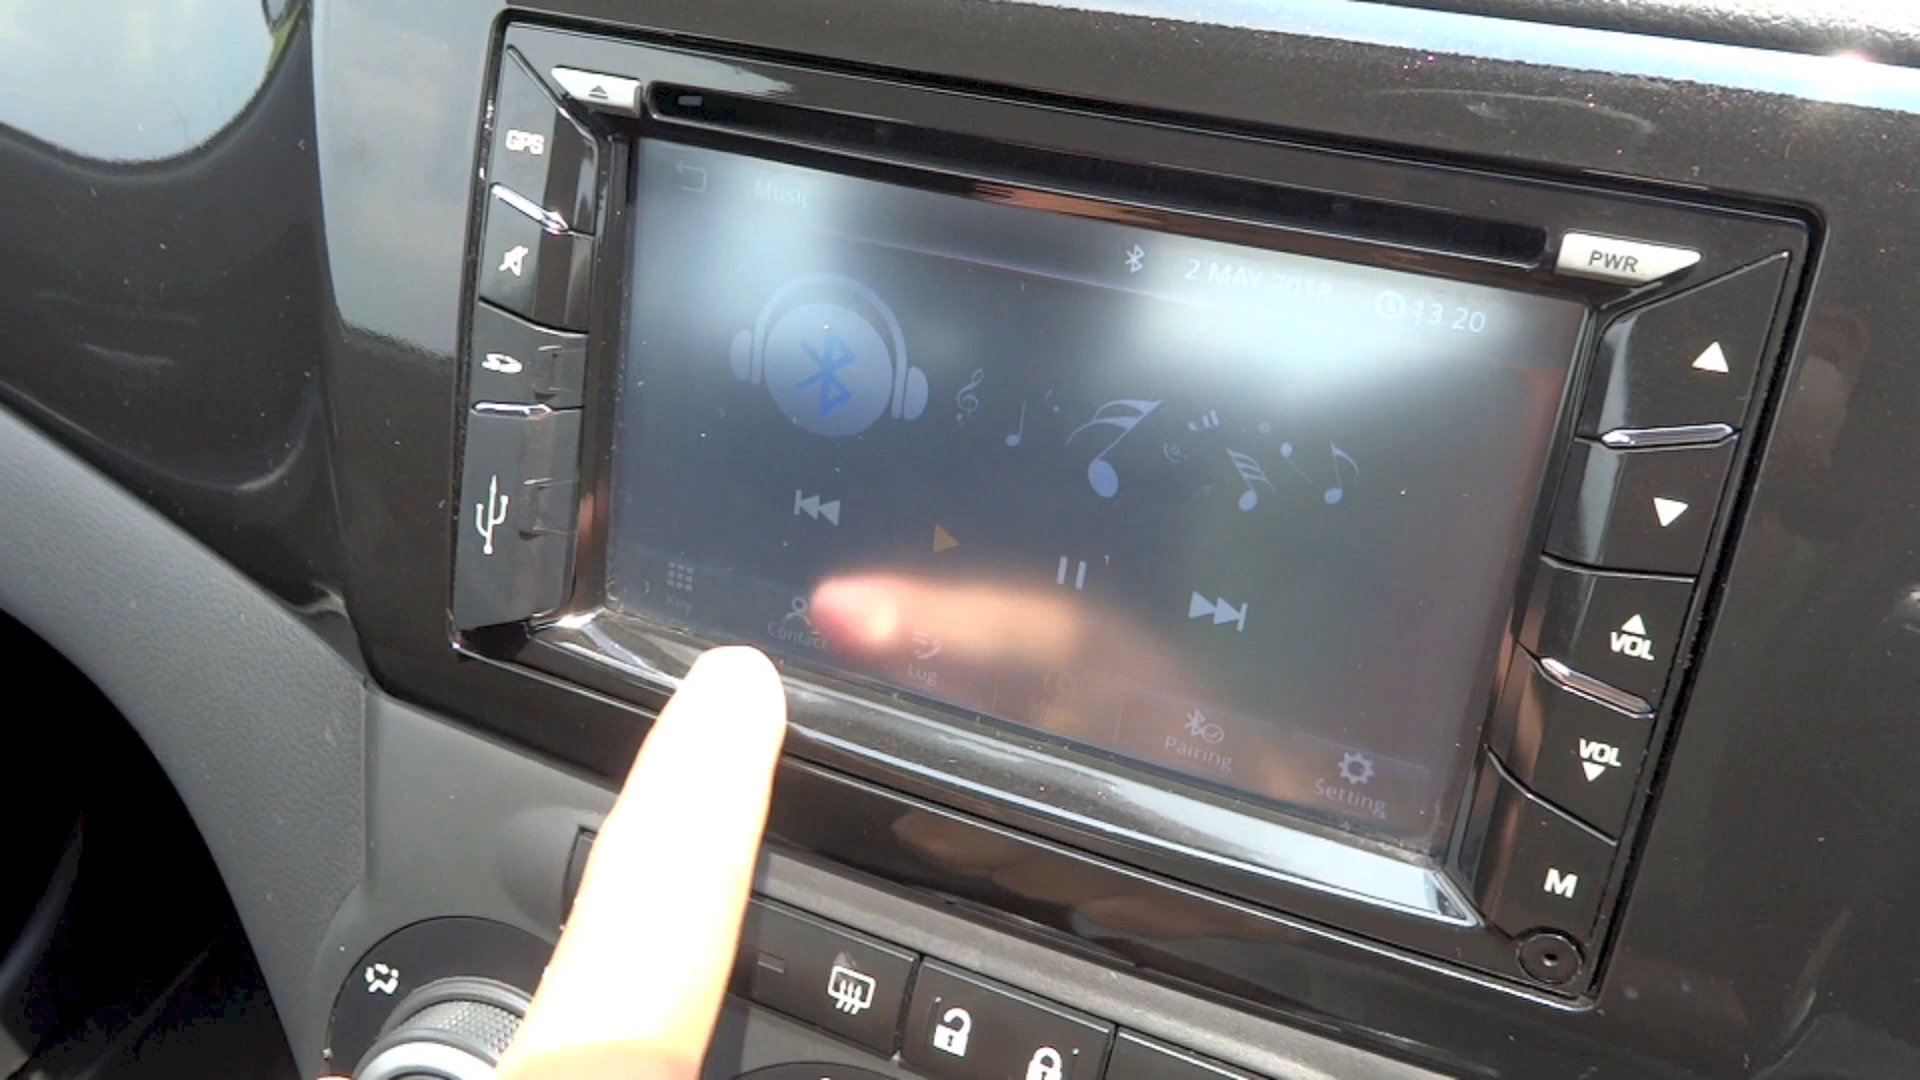 GPS
PWR
Music
2 MAY 2018
13:20
Key
Contact
Log
Pairing
Setting
VOL
VOL
M